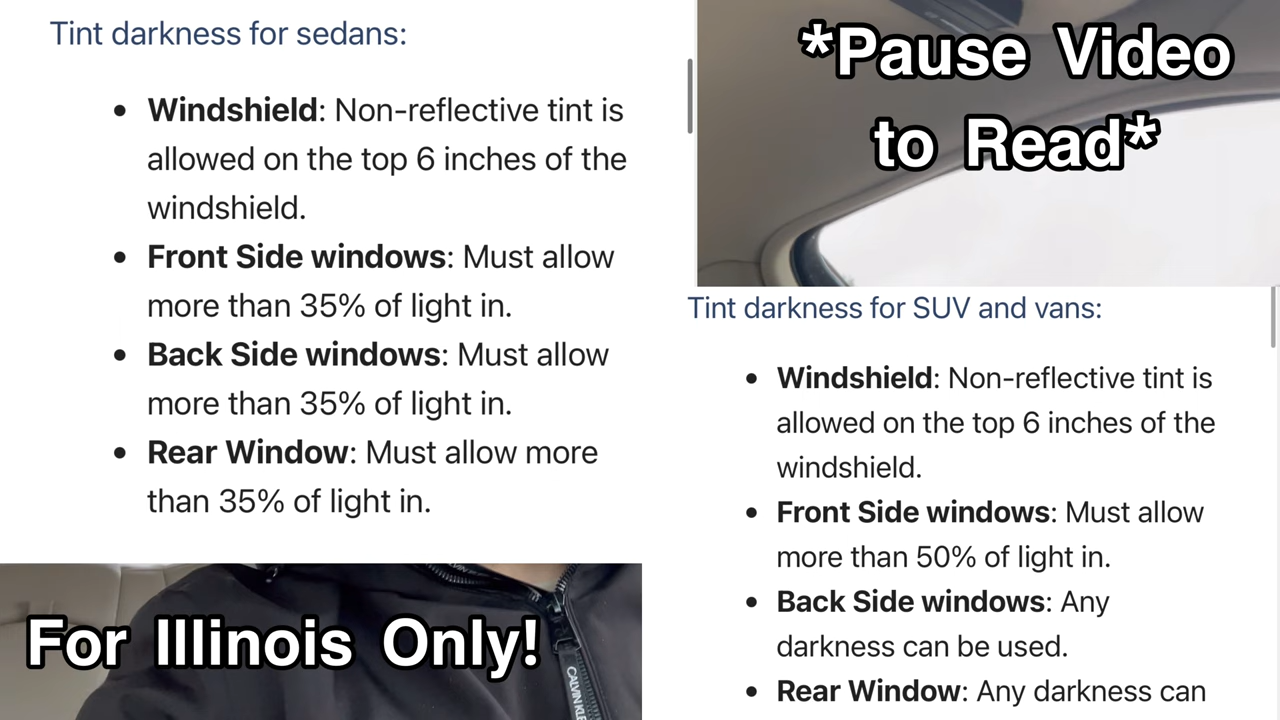 Tint darkness for sedans:
• Windshield: Non-reflective tint is
allowed on the top 6 inches of the
windshield.
• Front Side windows: Must allow
more than 35% of light in.
• Back Side windows: Must allow
more than 35% of light in.
• Rear Window: Must allow more
than 35% of light in.
For Illinois Only!
CALVIN KLE
*Pause Video
to Read*
Tint darkness for SUV and vans:
• Windshield: Non-reflective tint is
allowed on the top 6 inches of the
windshield.
• Front Side windows: Must allow
more than 50% of light in.
• Back Side windows: Any
darkness can be used.
• Rear Window: Any darkness can